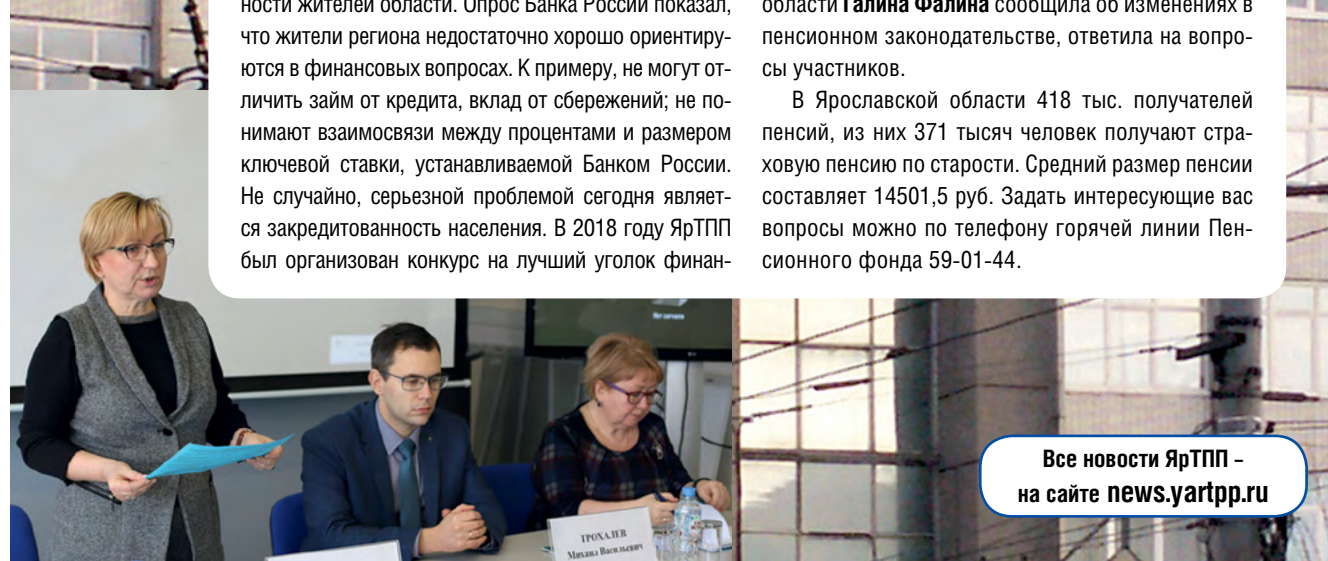 ности жителей области. Опрос Банка России показал,
что жители региона недостаточно хорошо ориентиру-
ются в финансовых вопросах. К примеру, не могут от-
личить займ от кредита, вклад от сбережений; не по-
нимают взаимосвязи между процентами и размером
ключевой ставки, устанавливаемой Банком России.
Не случайно, серьезной проблемой сегодня являет-
ся закредитованность населения. В 2018 году ЯрТПП
был организован конкурс на лучший уголок финан-
области Галина Фалина сообщила об изменениях в
пенсионном законодательстве, ответила на вопро-
сы участников.
В Ярославской области 418 тыс. получателей
пенсий, из них 371 тысяч человек получают стра-
ховую пенсию по старости. Средний размер пенсии
составляет 14501,5 руб. Задать интересующие вас
вопросы можно по телефону горячей линии Пен-
сионного фонда 59-01-44.
Нет сигнала
ТРОХАЛЕВ
Михаил Васильевич
Все новости ЯрТПП –
на сайте news.yartpp.ru